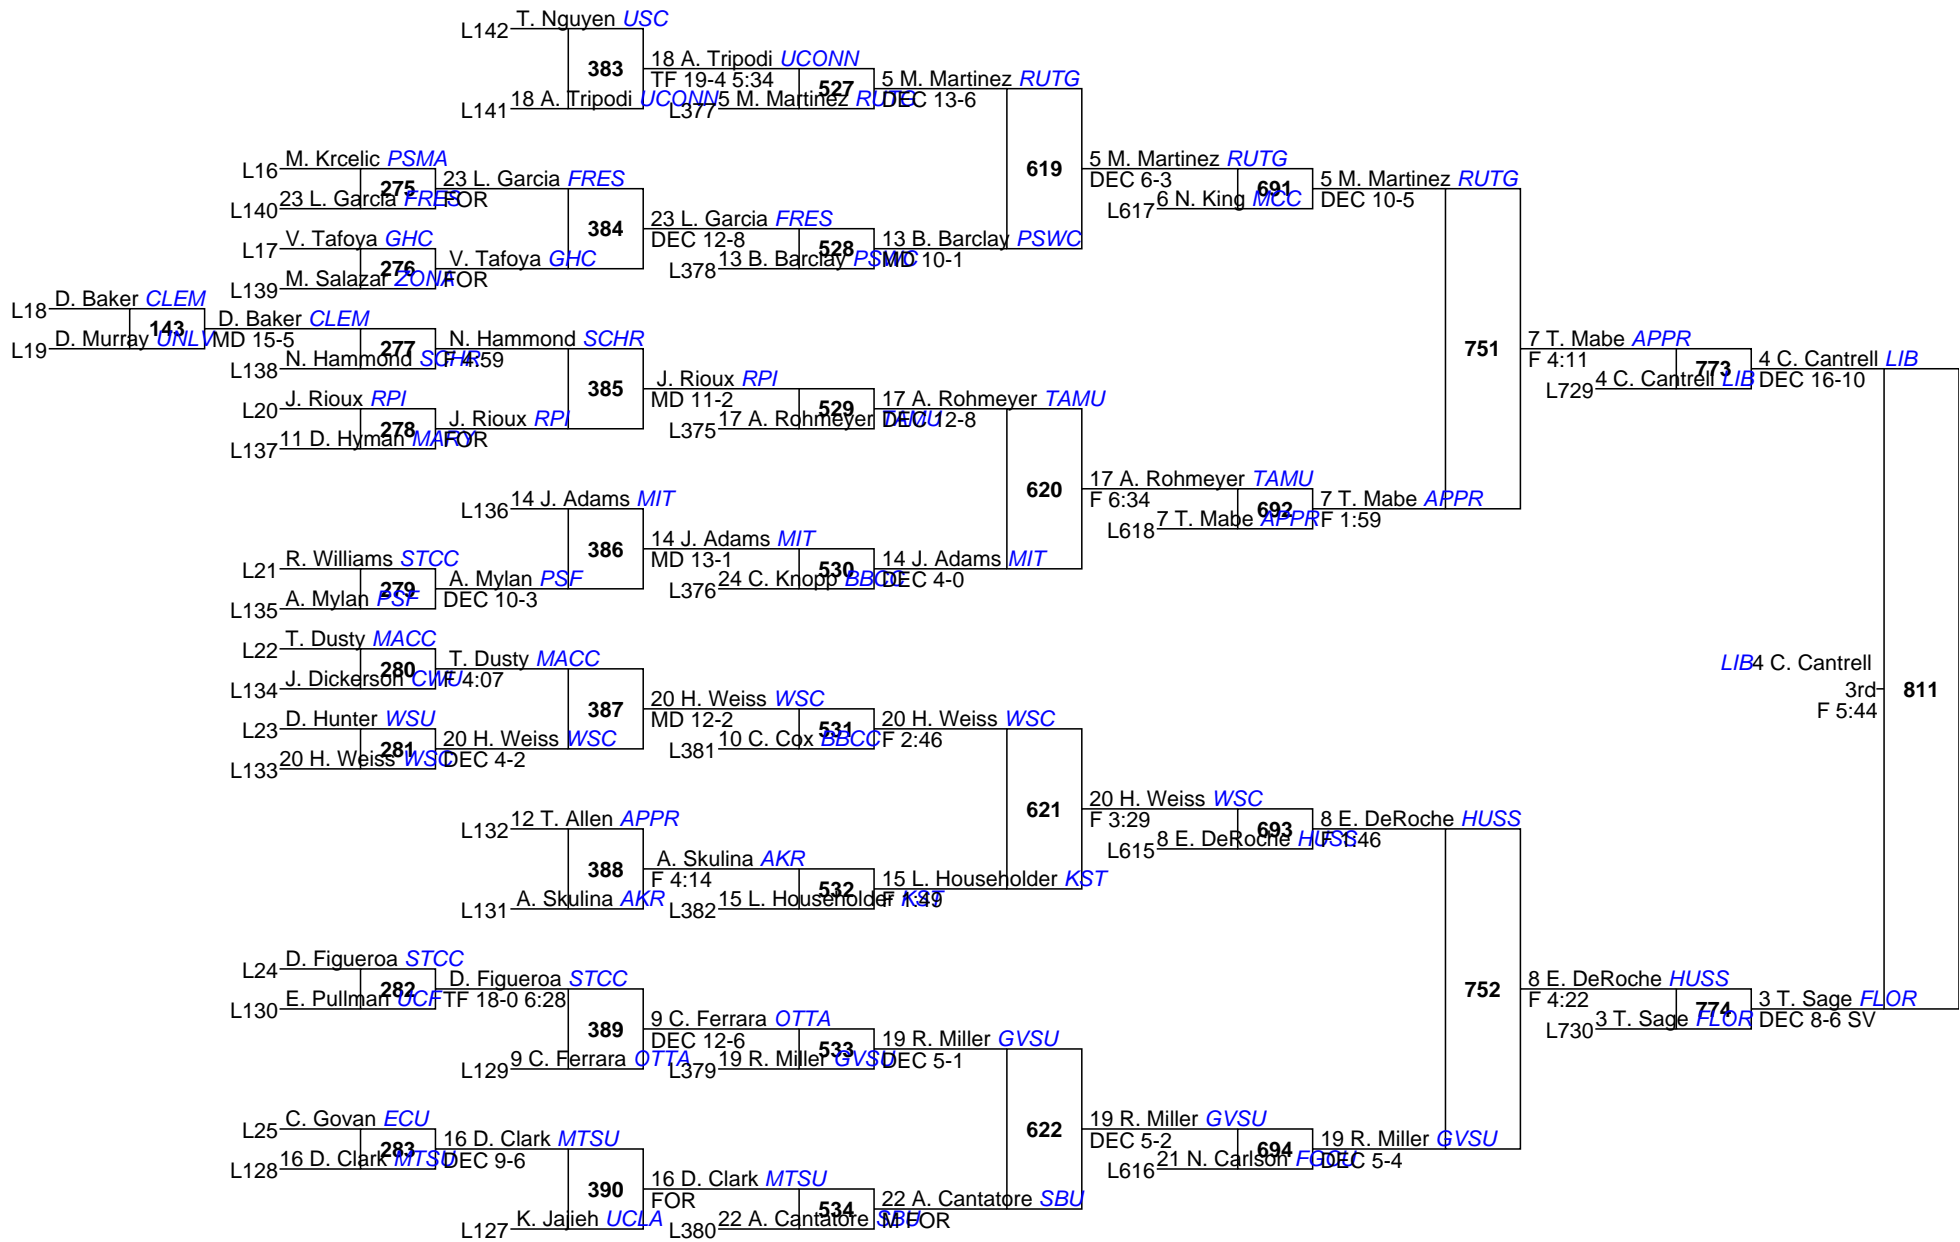 T. Nguyen USC
L142
383
18 A. Tripodi UCONN
TF 19-4 5:34
L141
18 A. Tripodi UCONN
L377
5 M. Martinez RUTG
527
5 M. Martinez RUTG
DEC 13-6
L16
M. Krcelic PSMA
275
L140
23 L. Garcia FRES
23 L. Garcia FRES
FOR
384
L17
V. Tafoya GHC
276
L139
M. Salazar ZONA
V. Tafoya GHC
FOR
23 L. Garcia FRES
DEC 12-8
528
L378
13 B. Barclay PSWC
13 B. Barclay PSWC
MD 10-1
619
5 M. Martinez RUTG
DEC 6-3
691
L617
6 N. King MCC
5 M. Martinez RUTG
DEC 10-5
L18
D. Baker CLEM
143
L19
D. Murray UNLV
D. Baker CLEM
MD 15-5
277
L138
N. Hammond SCHR
N. Hammond SCHR
F 4:59
385
L20
J. Rioux RPI
278
L137
11 D. Hyman MARY
J. Rioux RPI
FOR
J. Rioux RPI
MD 11-2
529
L375
17 A. Rohmeyer TAMU
17 A. Rohmeyer TAMU
DEC 12-8
620
L136
14 J. Adams MIT
386
L21
R. Williams STCC
279
L135
A. Mylan PSF
A. Mylan PSF
DEC 10-3
14 J. Adams MIT
MD 13-1
530
L376
24 C. Knopp BBCC
14 J. Adams MIT
DEC 4-0
17 A. Rohmeyer TAMU
F 6:34
692
L618
7 T. Mabe APPR
7 T. Mabe APPR
F 1:59
751
7 T. Mabe APPR
F 4:11
773
L729
4 C. Cantrell LIB
4 C. Cantrell LIB
DEC 16-10
L22
T. Dusty MACC
280
L134
J. Dickerson CWU
T. Dusty MACC
F 4:07
387
L23
D. Hunter WSU
281
L133
20 H. Weiss WSC
20 H. Weiss WSC
DEC 4-2
20 H. Weiss WSC
MD 12-2
531
L381
10 C. Cox BBCC
20 H. Weiss WSC
F 2:46
621
L132
12 T. Allen APPR
388
L131
A. Skulina AKR
A. Skulina AKR
F 4:14
532
L382
15 L. Householder KST
15 L. Householder KST
F 1:49
20 H. Weiss WSC
F 3:29
693
L615
8 E. DeRoche HUSS
8 E. DeRoche HUSS
F 1:46
752
L24
D. Figueroa STCC
282
L130
E. Pullman UCF
D. Figueroa STCC
TF 18-0 6:28
389
L129
9 C. Ferrara OTTA
9 C. Ferrara OTTA
DEC 12-6
533
L379
19 R. Miller GVSU
19 R. Miller GVSU
DEC 5-1
622
L25
C. Govan ECU
283
L128
16 D. Clark MTSU
16 D. Clark MTSU
DEC 9-6
390
L127
K. Jajieh UCLA
16 D. Clark MTSU
FOR
534
L380
22 A. Cantatore SBU
22 A. Cantatore SBU
M FOR
19 R. Miller GVSU
DEC 5-2
694
L616
21 N. Carlson FGCU
19 R. Miller GVSU
DEC 5-4
8 E. DeRoche HUSS
F 4:22
774
L730
3 T. Sage FLOR
3 T. Sage FLOR
DEC 8-6 SV
LIB4 C. Cantrell
3rd
F 5:44
811